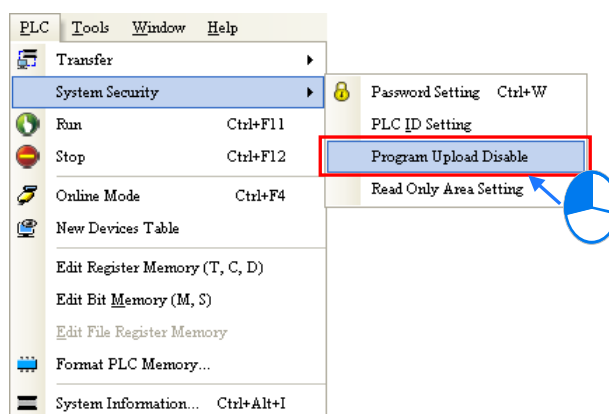 PLC Tools Window Help
Transfer
System Security
Run Ctrl+F11
Stop Ctrl+F12
Online Mode Ctrl+F4
New Devices Table
Edit Register Memory (T, C, D)
Edit Bit Memory (M, S)
Edit File Register Memory
Format PLC Memory...
System Information... Ctrl+Alt+I
Password Setting Ctrl+W
PLC ID Setting
Program Upload Disable
Read Only Area Setting